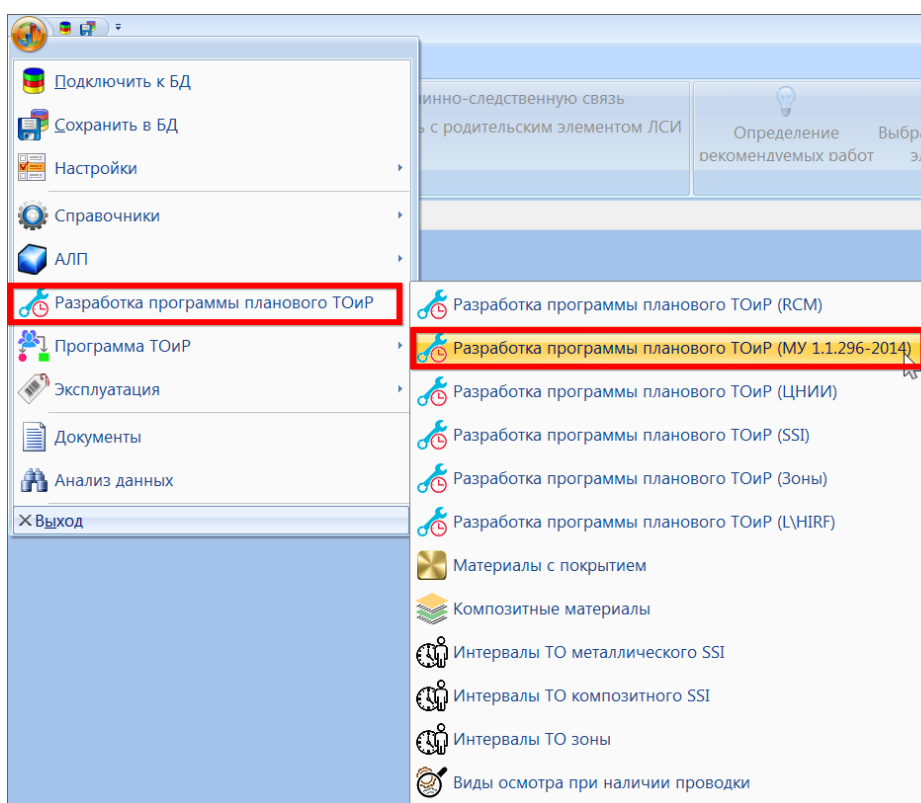 Подключить к БД
Сохранить в БД
Настройки
Справочники
АЛП
Разработка программы планового ТОиР
Программа ТОиР
Эксплуатация
Документы
Анализ данных
Выход
инно-следственную связь
с родительским элементом ЛСИ
Определение
рекомендуемых работ
Разработка программы планового ТОиР (RCM)
Разработка программы планового ТОиР (МУ 1.1.296-2014)
Разработка программы планового ТОиР (ЦНИИ)
Разработка программы планового ТОиР (SSI)
Разработка программы планового ТОиР (Зоны)
Разработка программы планового ТОиР (L\HIRF)
Материалы с покрытием
Композитные материалы
Интервалы ТО металлического SSI
Интервалы ТО композитного SSI
Интервалы ТО зоны
Виды осмотра при наличии проводки